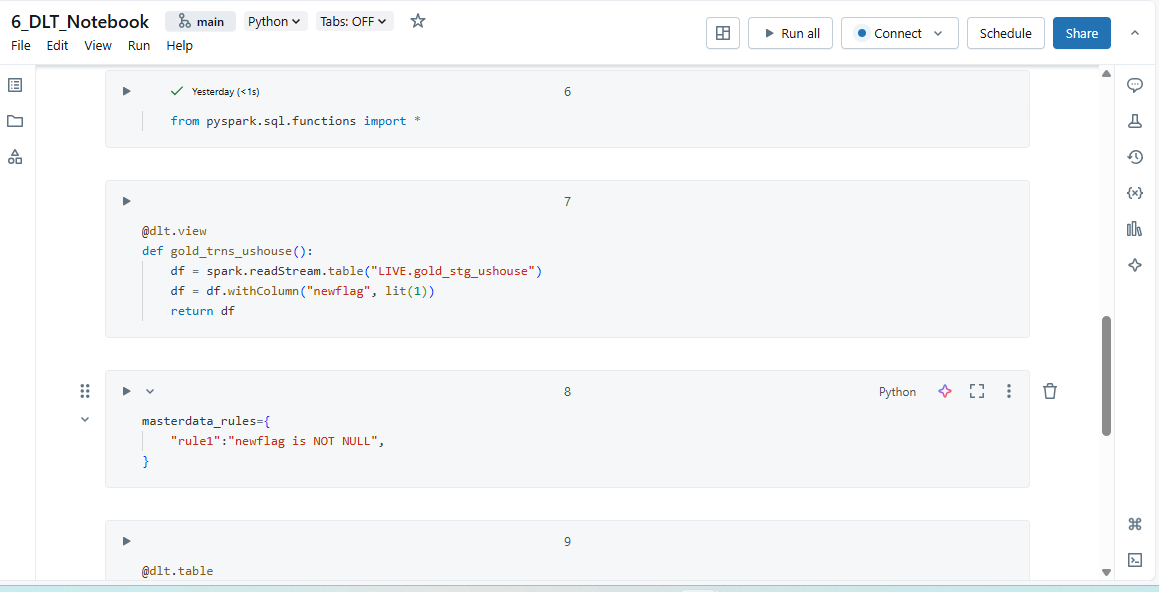 6_DLT_Notebook main Python Tabs: OFF
File Edit View Run Help
Run all Connect Schedule Share
Yesterday (<1s) 6
from pyspark.sql.functions import *
7
@dlt.view
def gold_trns_ushouse():
    df = spark.readStream.table("LIVE.gold_stg_ushouse")
    df = df.withColumn("newflag", lit(1))
    return df
8 Python
masterdata_rules={
    "rule1":"newflag is NOT NULL",
}
9
@dlt.table